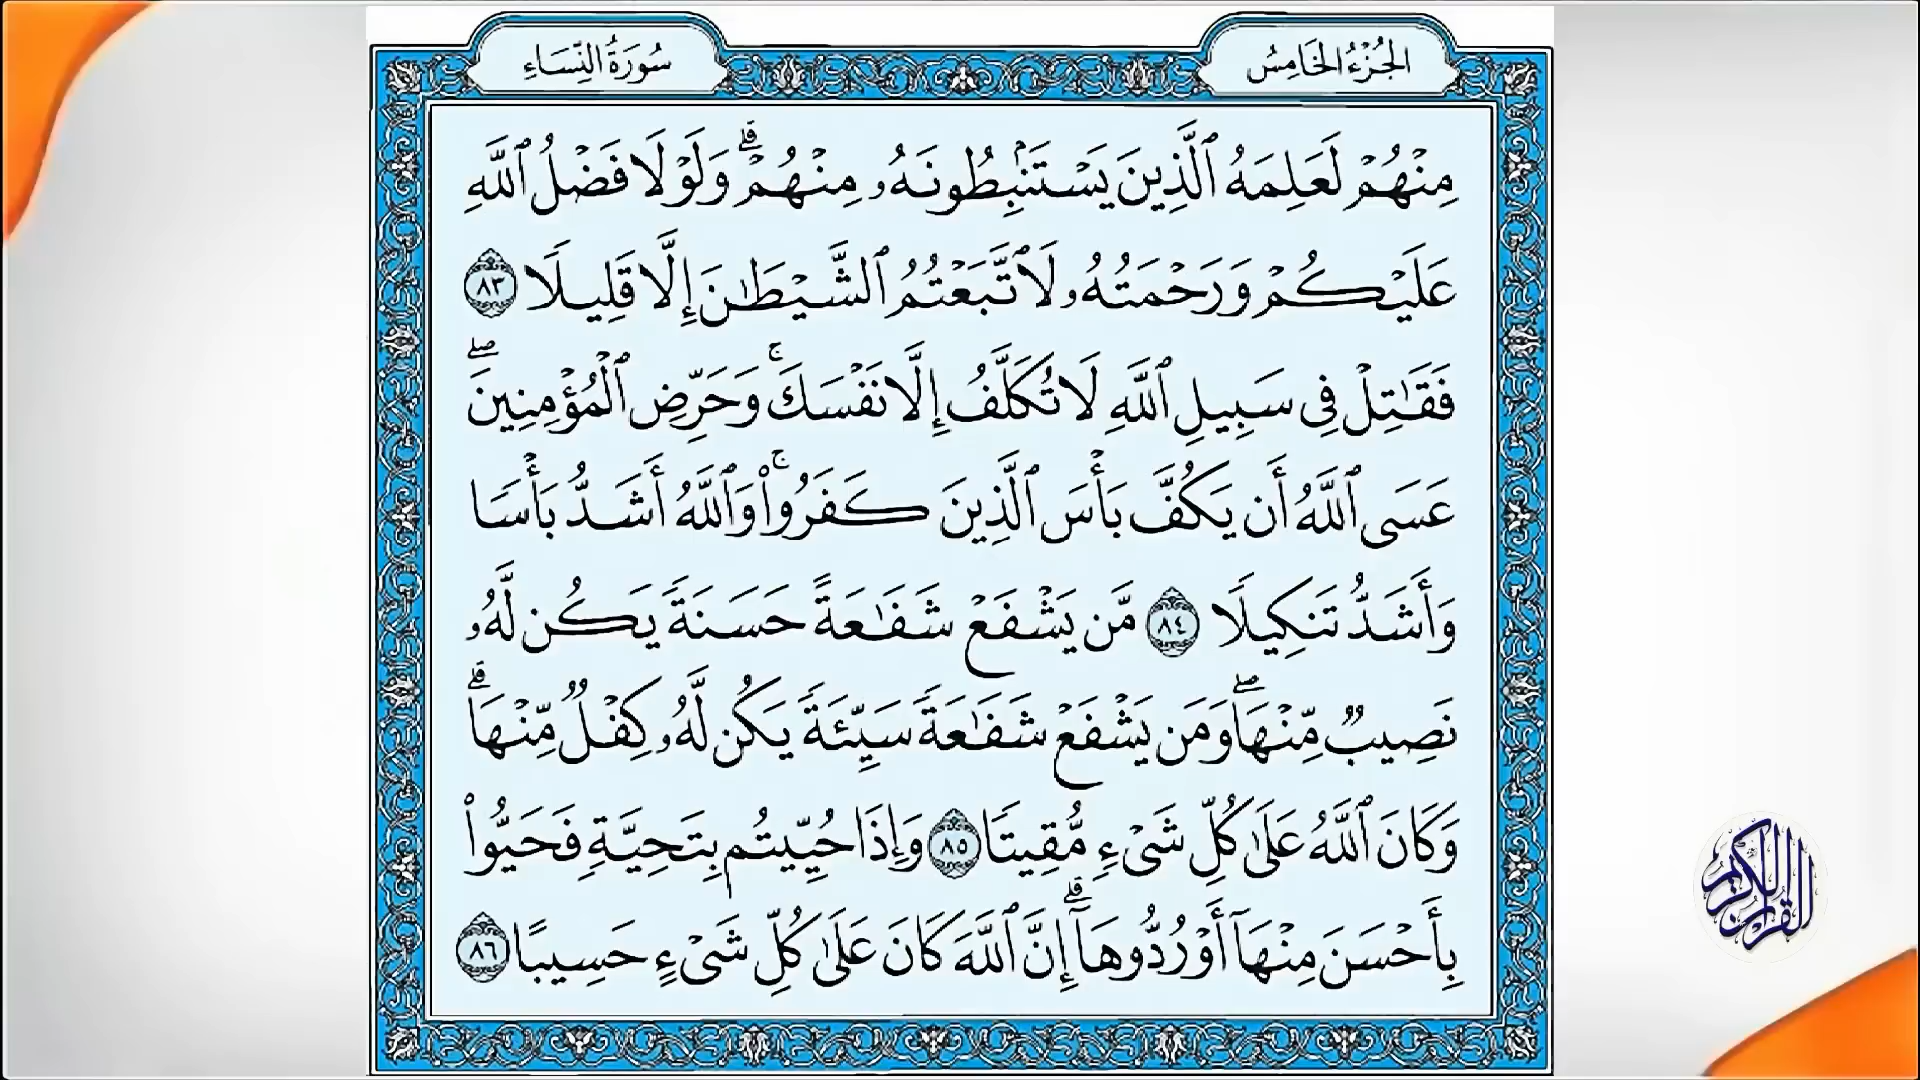 الجُزْءُ الخَامِسُ
سُورَةُ النِّسَاءِ
مِنْهُمْ لَعَلِمَهُ ٱلَّذِينَ يَسْتَنۢبِطُونَهُۥ مِنْهُمْ ۗ وَلَوْلَا فَضْلُ ٱللَّهِ
عَلَيْكُمْ وَرَحْمَتُهُۥ لَٱتَّبَعْتُمُ ٱلشَّيْطَٰنَ إِلَّا قَلِيلًا ٨٣
فَقَٰتِلْ فِى سَبِيلِ ٱللَّهِ لَا تُكَلَّفُ إِلَّا نَفْسَكَ ۚ وَحَرِّضِ ٱلْمُؤْمِنِينَ ۖ
عَسَى ٱللَّهُ أَن يَكُفَّ بَأْسَ ٱلَّذِينَ كَفَرُوا۟ ۚ وَٱللَّهُ أَشَدُّ بَأْسًا
وَأَشَدُّ تَنكِيلًا ٨٤ مَّن يَشْفَعْ شَفَٰعَةً حَسَنَةً يَكُن لَّهُۥ
نَصِيبٌ مِّنْهَا ۖ وَمَن يَشْفَعْ شَفَٰعَةً سَيِّئَةً يَكُن لَّهُۥ كِفْلٌ مِّنْهَا ۗ
وَكَانَ ٱللَّهُ عَلَىٰ كُلِّ شَىْءٍ مُّقِيتًا ٨٥ وَإِذَا حُيِّيتُم بِتَحِيَّةٍ فَحَيُّوا۟
بِأَحْسَنَ مِنْهَآ أَوْ رُدُّوهَآ ۗ إِنَّ ٱللَّهَ كَانَ عَلَىٰ كُلِّ شَىْءٍ حَسِيبًا ٨٦
القرآن الكريم